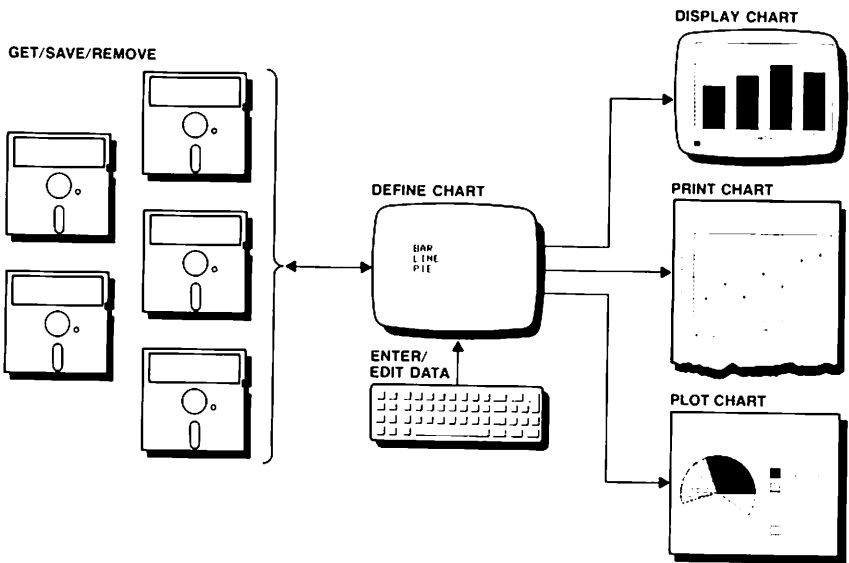 GET/SAVE/REMOVE
DEFINE CHART
BAR
LINE
PIE
ENTER/
EDIT DATA
DISPLAY CHART
PRINT CHART
PLOT CHART